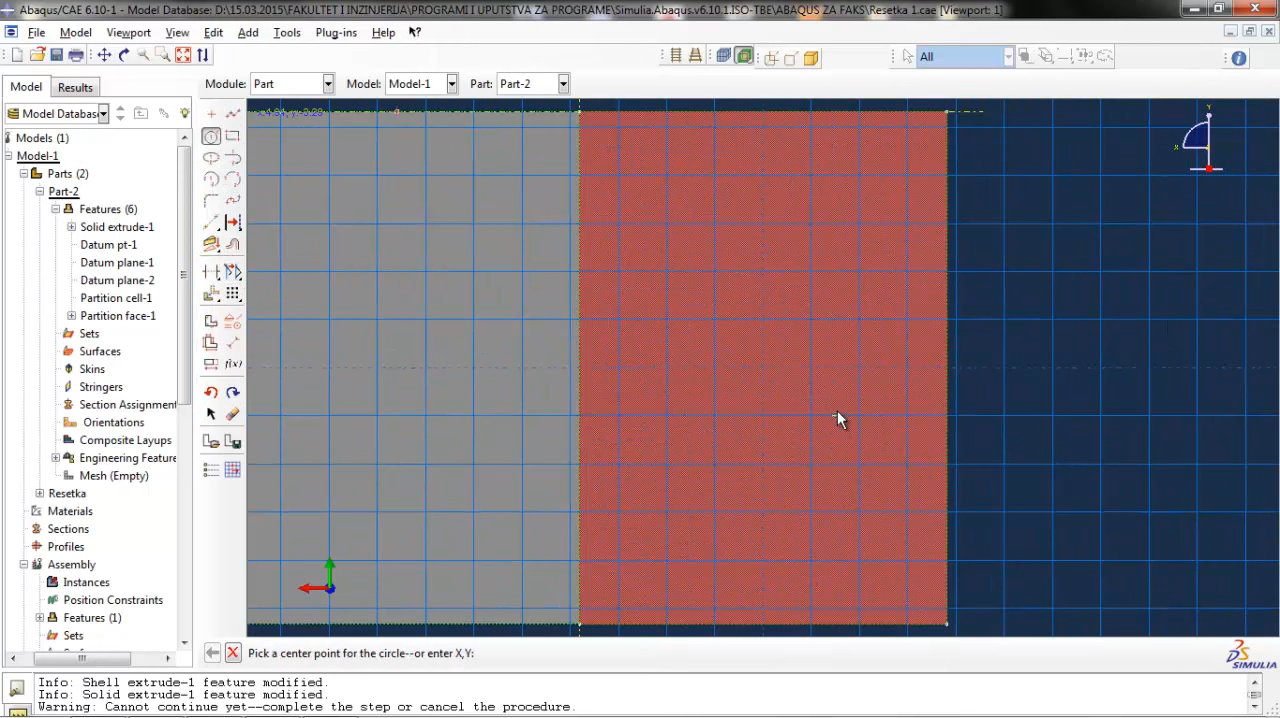 Abaqus/CAE 6.10-1 - Model Database: D:\15.03.2015\FAKULTET I INZINJERIJA\PROGRAMI I UPUTSTVA ZA PROGRAME\Simulia.Abaqus.v6.10.1.ISO-TBE\ABAQUS ZA FAKS\resetka 1.cae [Viewport: 1]
File Model Viewport View Edit Add Tools Plug-ins Help
All
Model Results Module: Part Model: Model-1 Part: Part-2
Model Databas
Models (1)
Model-1
Parts (2)
Part-2
Features (6)
Solid extrude-1
Datum pt-1
Datum plane-1
Datum plane-2
Partition cell-1
Partition face-1
Sets
Surfaces
Skins
Stringers
Section Assignment
Orientations
Composite Layups
Engineering Feature
Mesh (Empty)
Resetka
Materials
Sections
Profiles
Assembly
Instances
Position Constraints
Features (1)
Sets
f(x)
Y
X
Pick a center point for the circle--or enter X,Y:
SIMULIA
Info: Shell extrude-1 feature modified.
Info: Solid extrude-1 feature modified.
Warning: Cannot continue yet--complete the step or cancel the procedure.